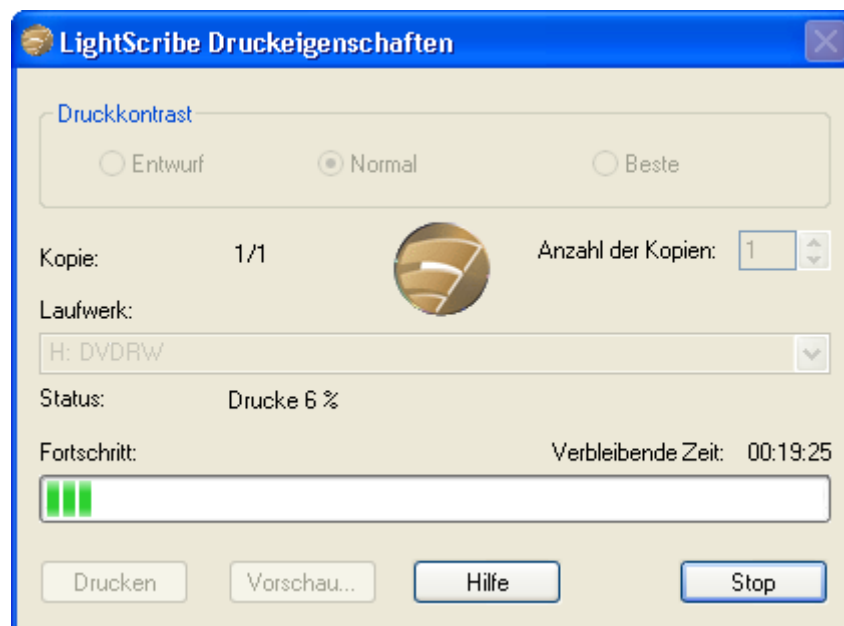 LightScribe Druckeigenschaften
Druckkontrast
Entwurf Normal Beste
Kopie: 1/1 Anzahl der Kopien: 1
Laufwerk:
H: DVDRW
Status: Drucke 6 %
Fortschritt: Verbleibende Zeit: 00:19:25
Drucken Vorschau... Hilfe Stop